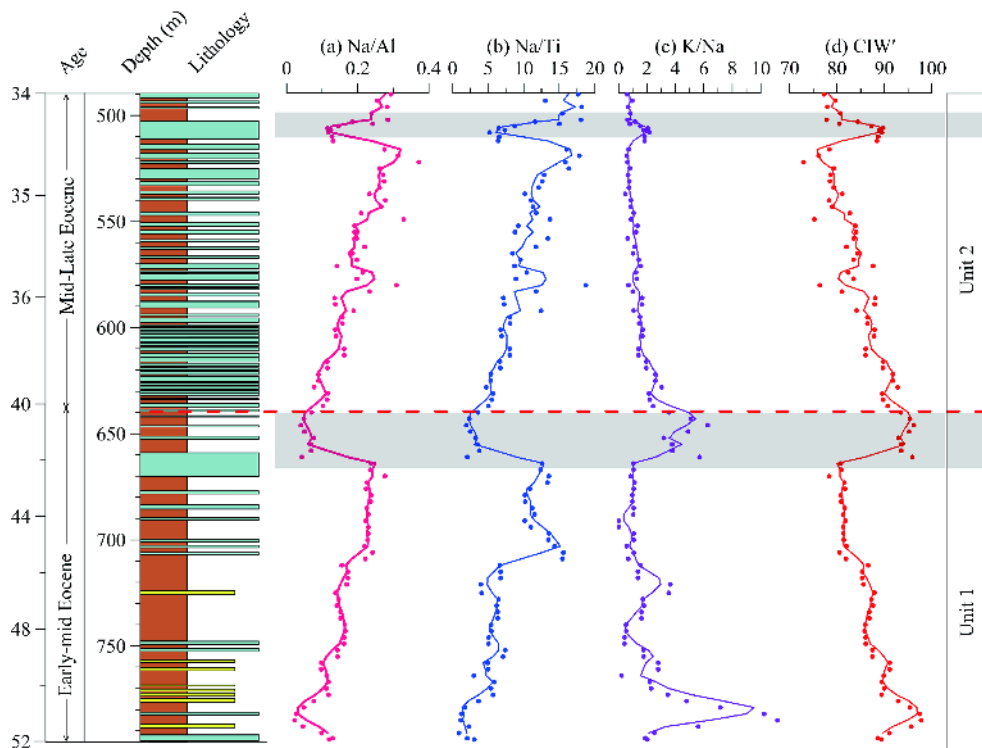 Age
Depth (m)
Lithology
(a) Na/Al
(b) Na/Ti
(c) K/Na
(d) CIW′
0 0.2 0.4
0 5 10 15 20
0 2 4 6 8 10
70 80 90 100
34
35
36
40
44
48
52
Mid-Late Eocene
Early-mid Eocene
500
550
600
650
700
750
Unit 2
Unit 1